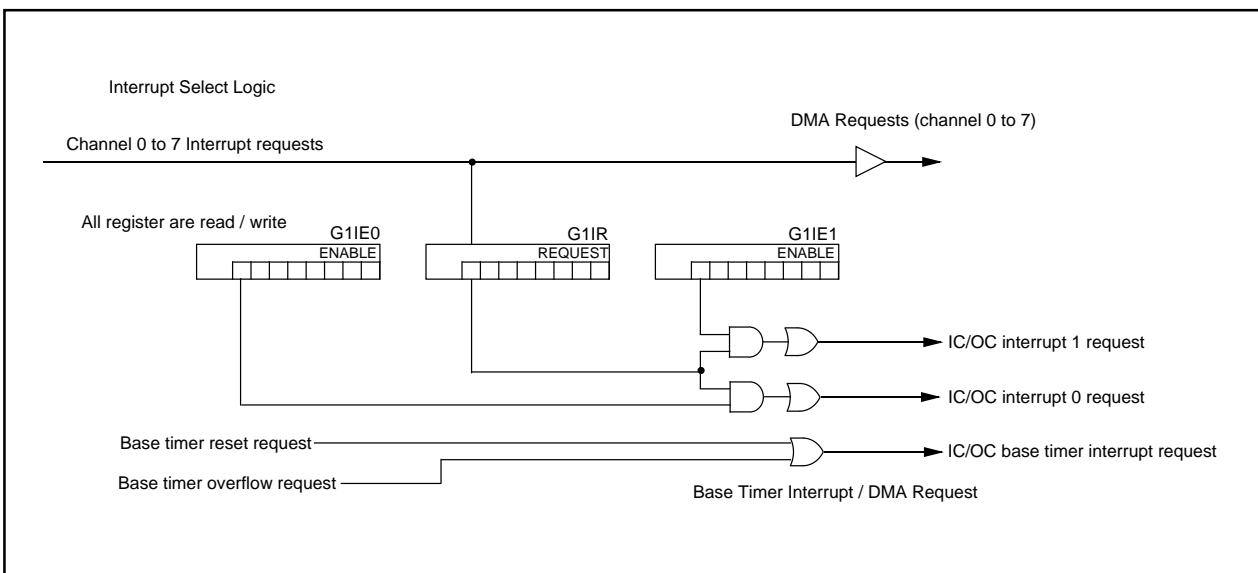 Interrupt Select Logic
DMA Requests (channel 0 to 7)
Channel 0 to 7 Interrupt requests
All register are read / write
G1IE0
ENABLE
G1IR
REQUEST
G1IE1
ENABLE
IC/OC interrupt 1 request
IC/OC interrupt 0 request
Base timer reset request
IC/OC base timer interrupt request
Base timer overflow request
Base Timer Interrupt / DMA Request